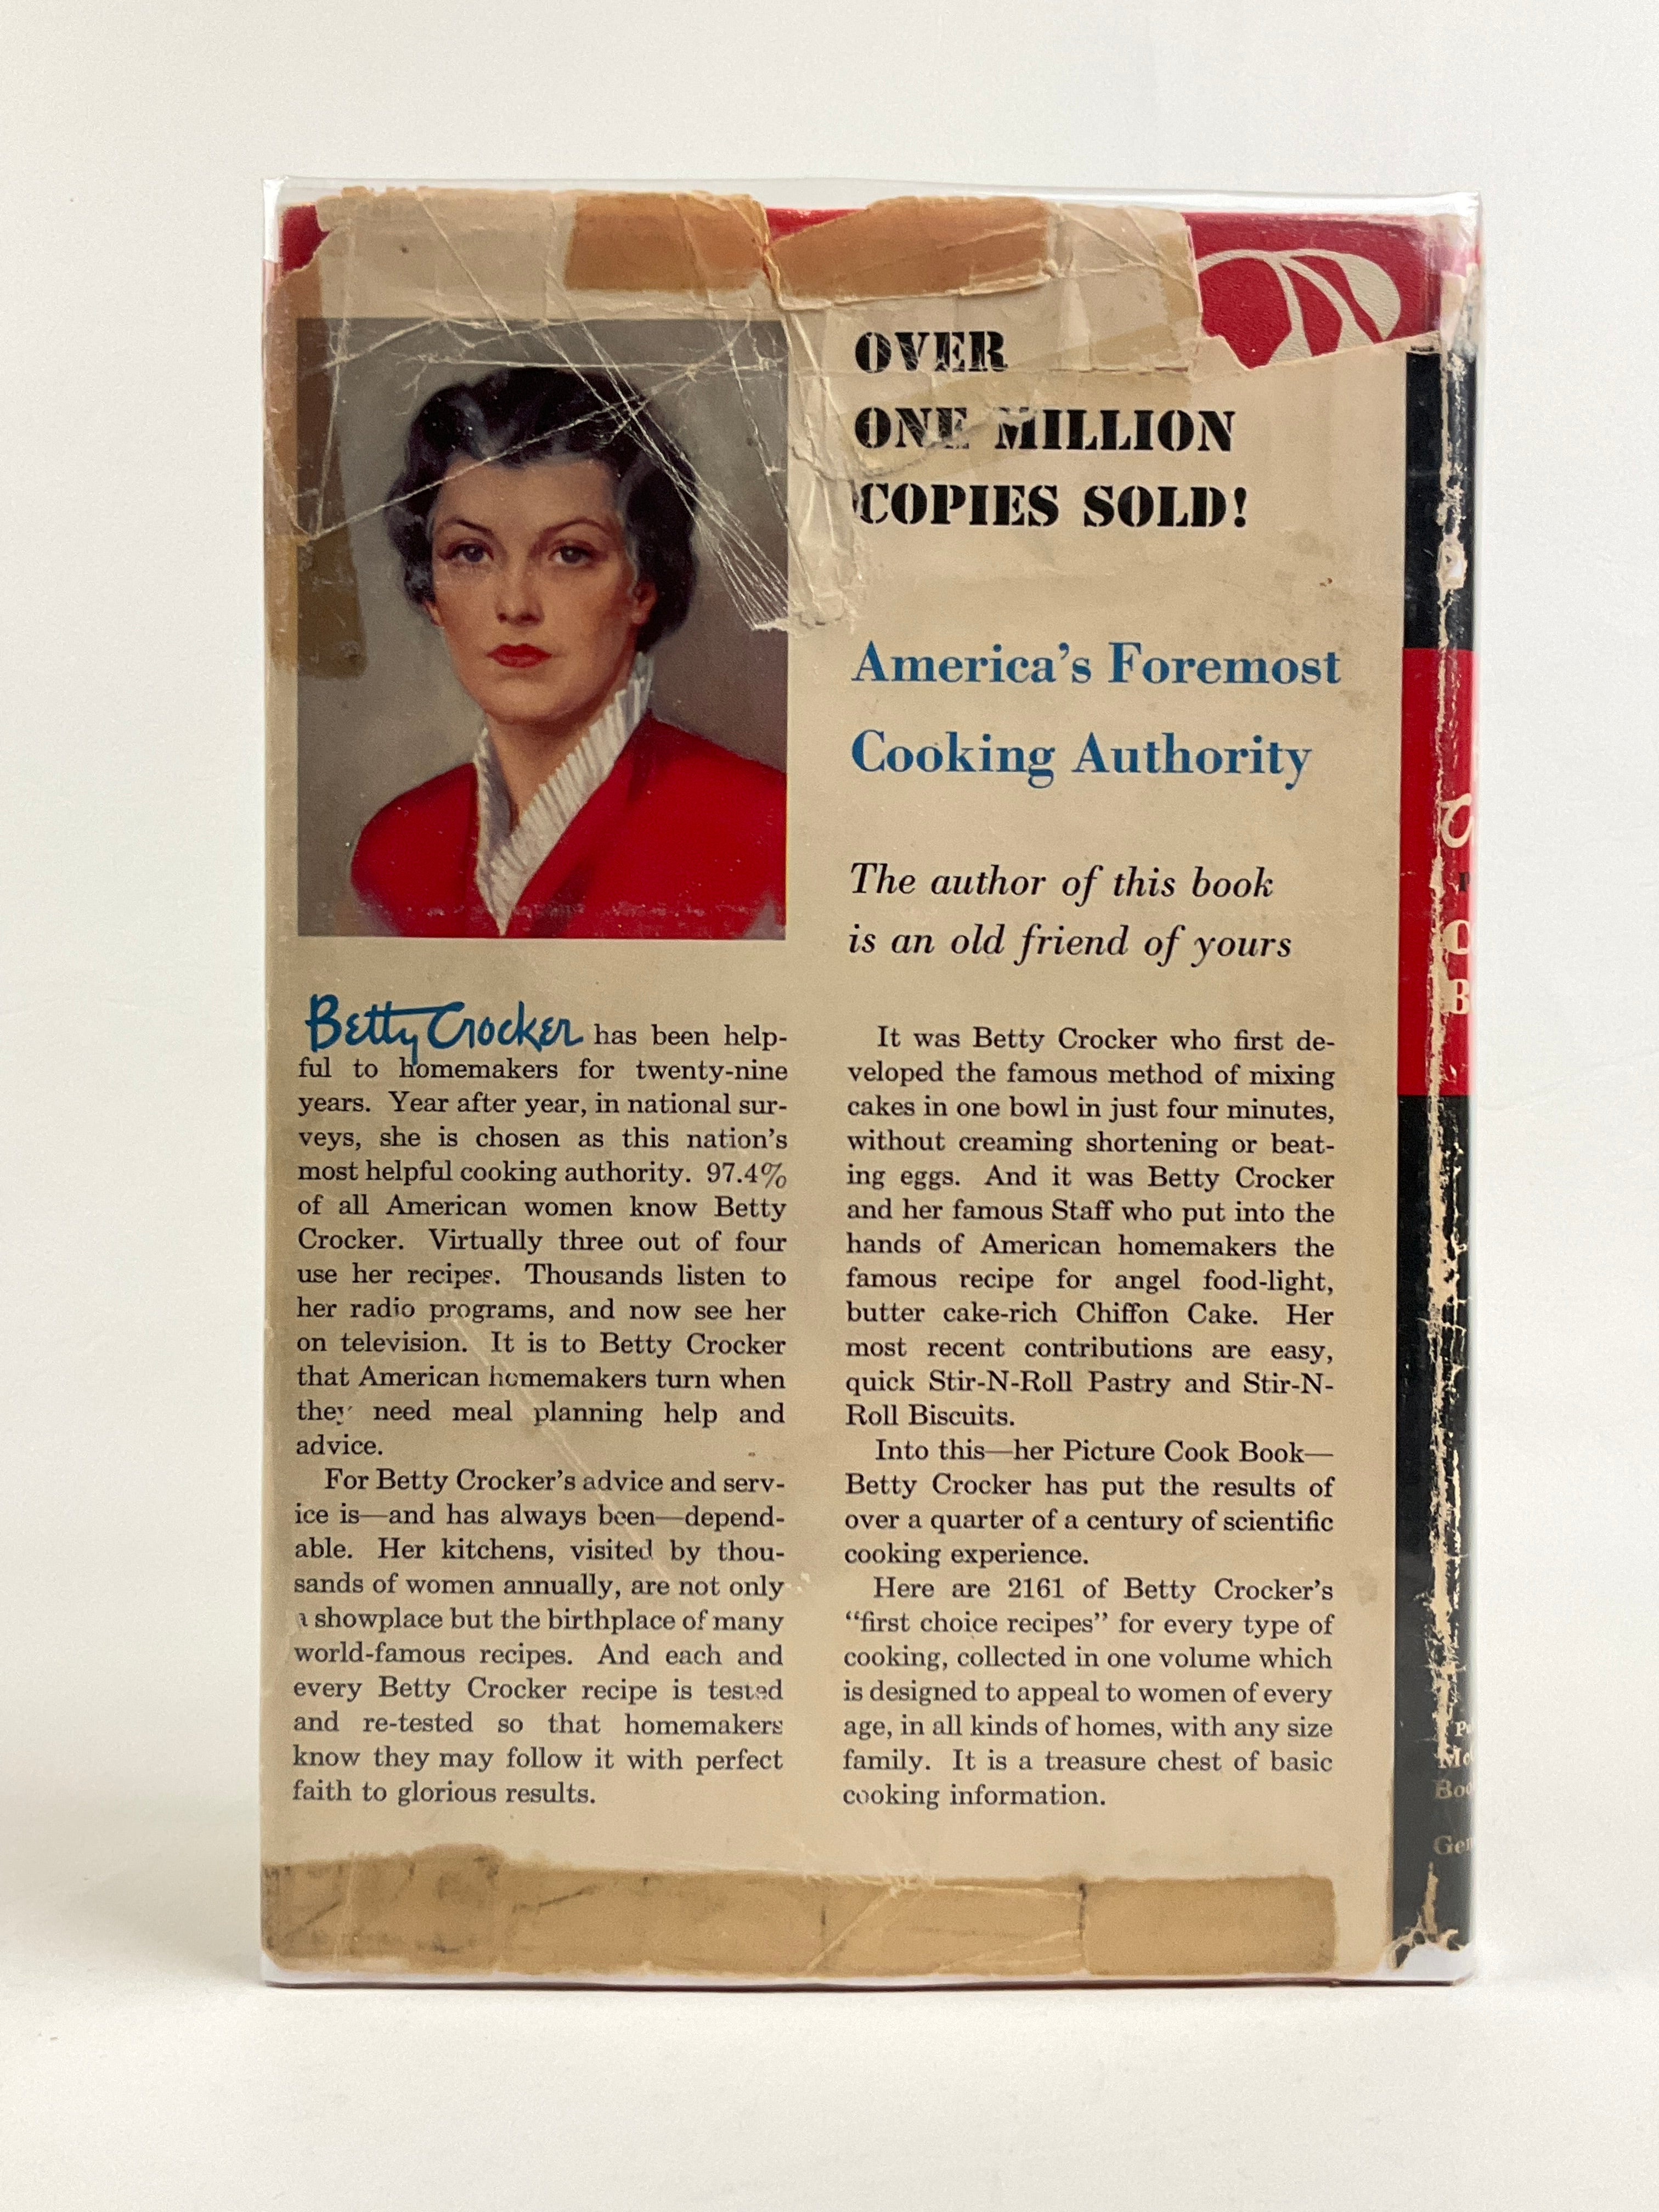 OVER
ONE MILLION
COPIES SOLD!
America's Foremost
Cooking Authority
The author of this book
is an old friend of yours
Betty Crocker has been help-
ful to homemakers for twenty-nine
years. Year after year, in national sur-
veys, she is chosen as this nation's
most helpful cooking authority. 97.4%
of all American women know Betty
Crocker. Virtually three out of four
use her recipes. Thousands listen to
her radio programs, and now see her
on television. It is to Betty Crocker
that American homemakers turn when
they need meal planning help and
advice.
For Betty Crocker's advice and serv-
ice is—and has always been—depend-
able. Her kitchens, visited by thou-
sands of women annually, are not only
a showplace but the birthplace of many
world-famous recipes. And each and
every Betty Crocker recipe is tested
and re-tested so that homemakers
know they may follow it with perfect
faith to glorious results.
It was Betty Crocker who first de-
veloped the famous method of mixing
cakes in one bowl in just four minutes,
without creaming shortening or beat-
ing eggs. And it was Betty Crocker
and her famous Staff who put into the
hands of American homemakers the
famous recipe for angel food-light,
butter cake-rich Chiffon Cake. Her
most recent contributions are easy,
quick Stir-N-Roll Pastry and Stir-N-
Roll Biscuits.
Into this—her Picture Cook Book—
Betty Crocker has put the results of
over a quarter of a century of scientific
cooking experience.
Here are 2161 of Betty Crocker's
"first choice recipes" for every type of
cooking, collected in one volume which
is designed to appeal to women of every
age, in all kinds of homes, with any size
family. It is a treasure chest of basic
cooking information.